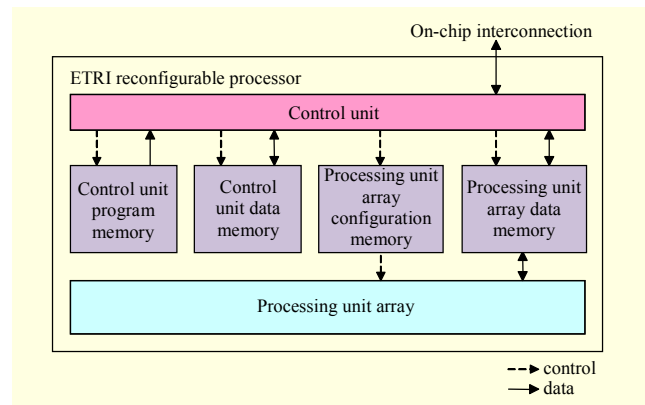 On-chip interconnection
ETRI reconfigurable processor
Control unit
Control unit
program
memory
Control
unit data
memory
Processing unit
array
configuration
memory
Processing unit
array data
memory
Processing unit array
control
data